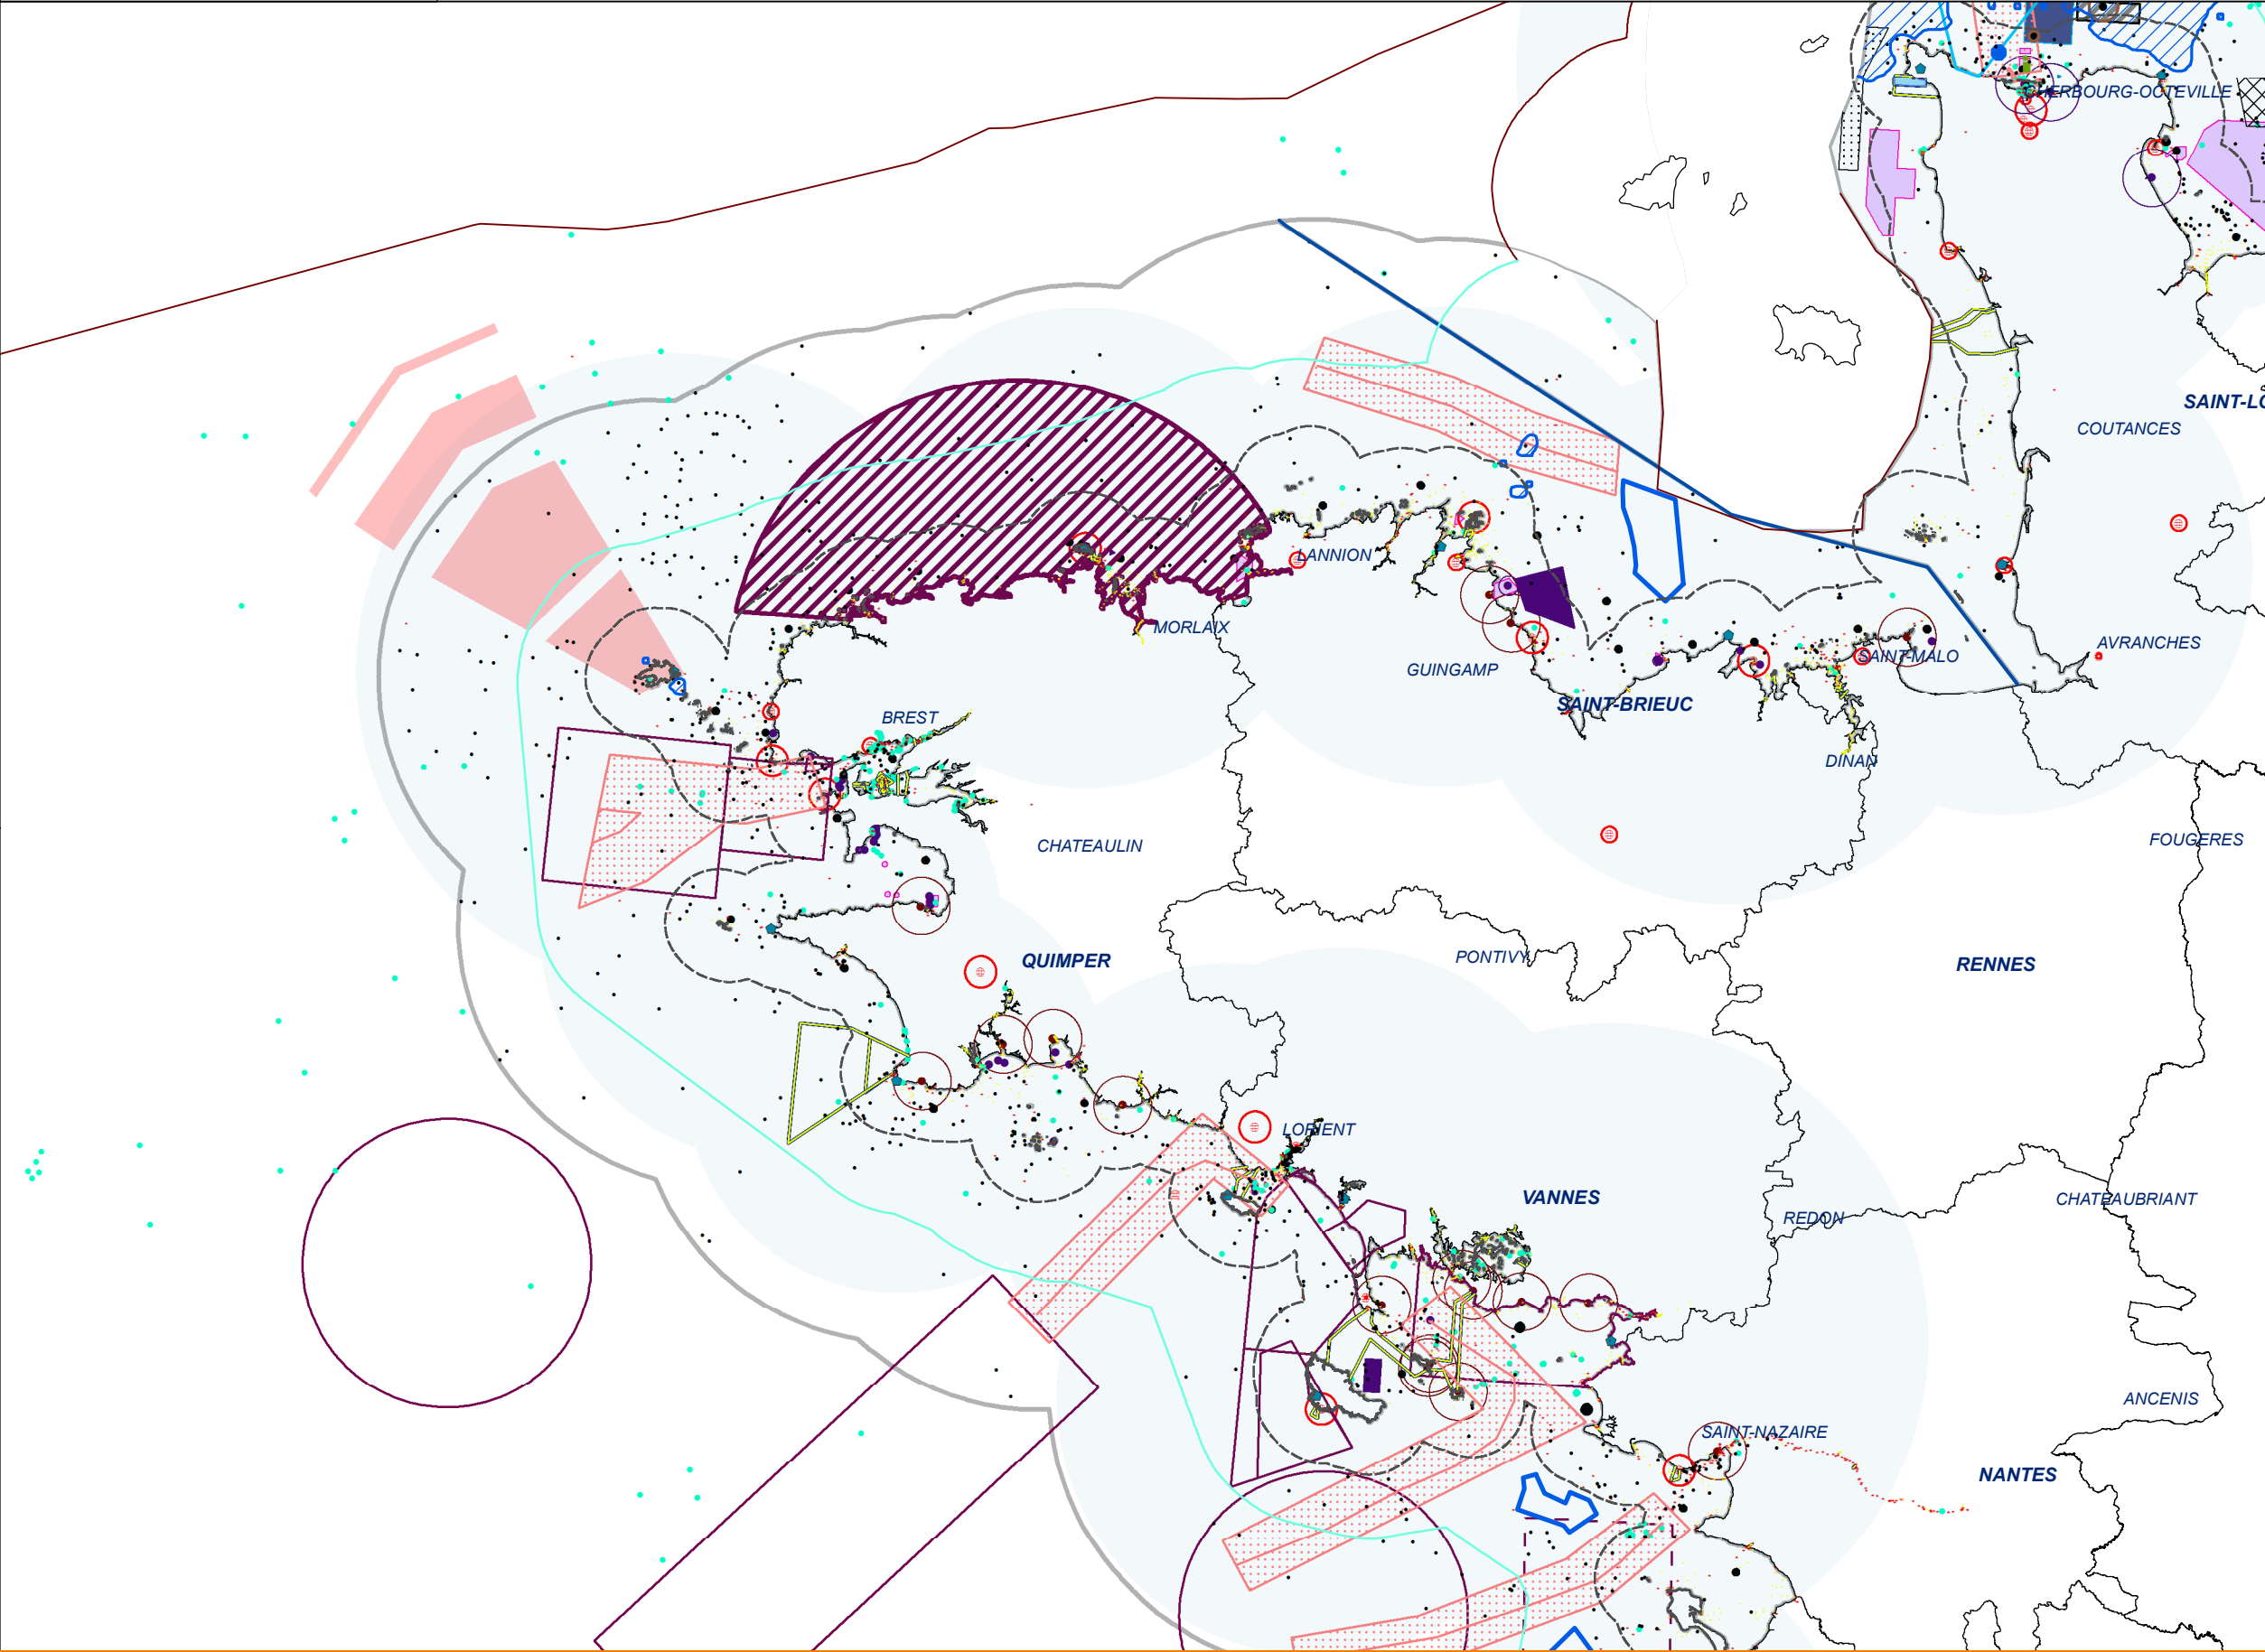 HERBOURG-OCTEVILLE
SAINT-LO
COUTANCES
LANNION
MORLAIX
AVRANCHES
SAINT-MALO
GUINGAMP
SAINT-BRIEUC
BREST
DINAN
CHATEAULIN
FOUGERES
QUIMPER
PONTIVY
RENNES
LORIENT
VANNES
CHATEAUBRIANT
REDON
ANCENIS
SAINT-NAZAIRE
NANTES